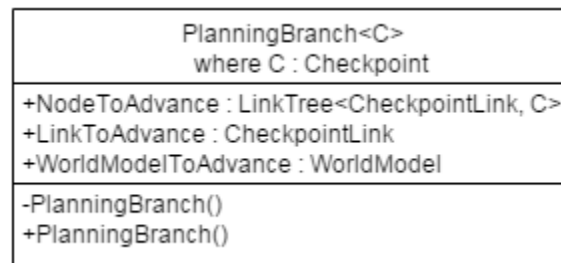 PlanningBranch<C>
where C : Checkpoint
+NodeToAdvance : LinkTree<CheckpointLink, C>
+LinkToAdvance : CheckpointLink
+WorldModelToAdvance : WorldModel
-PlanningBranch()
+PlanningBranch()